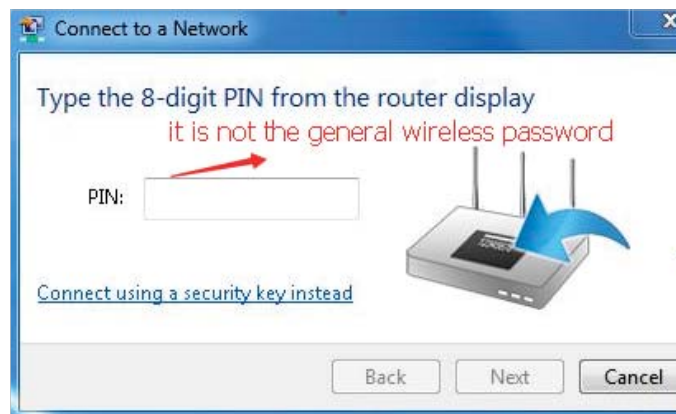 Connect to a Network
X
Type the 8-digit PIN from the router display
it is not the general wireless password
PIN:
Connect using a security key instead
Back Next Cancel